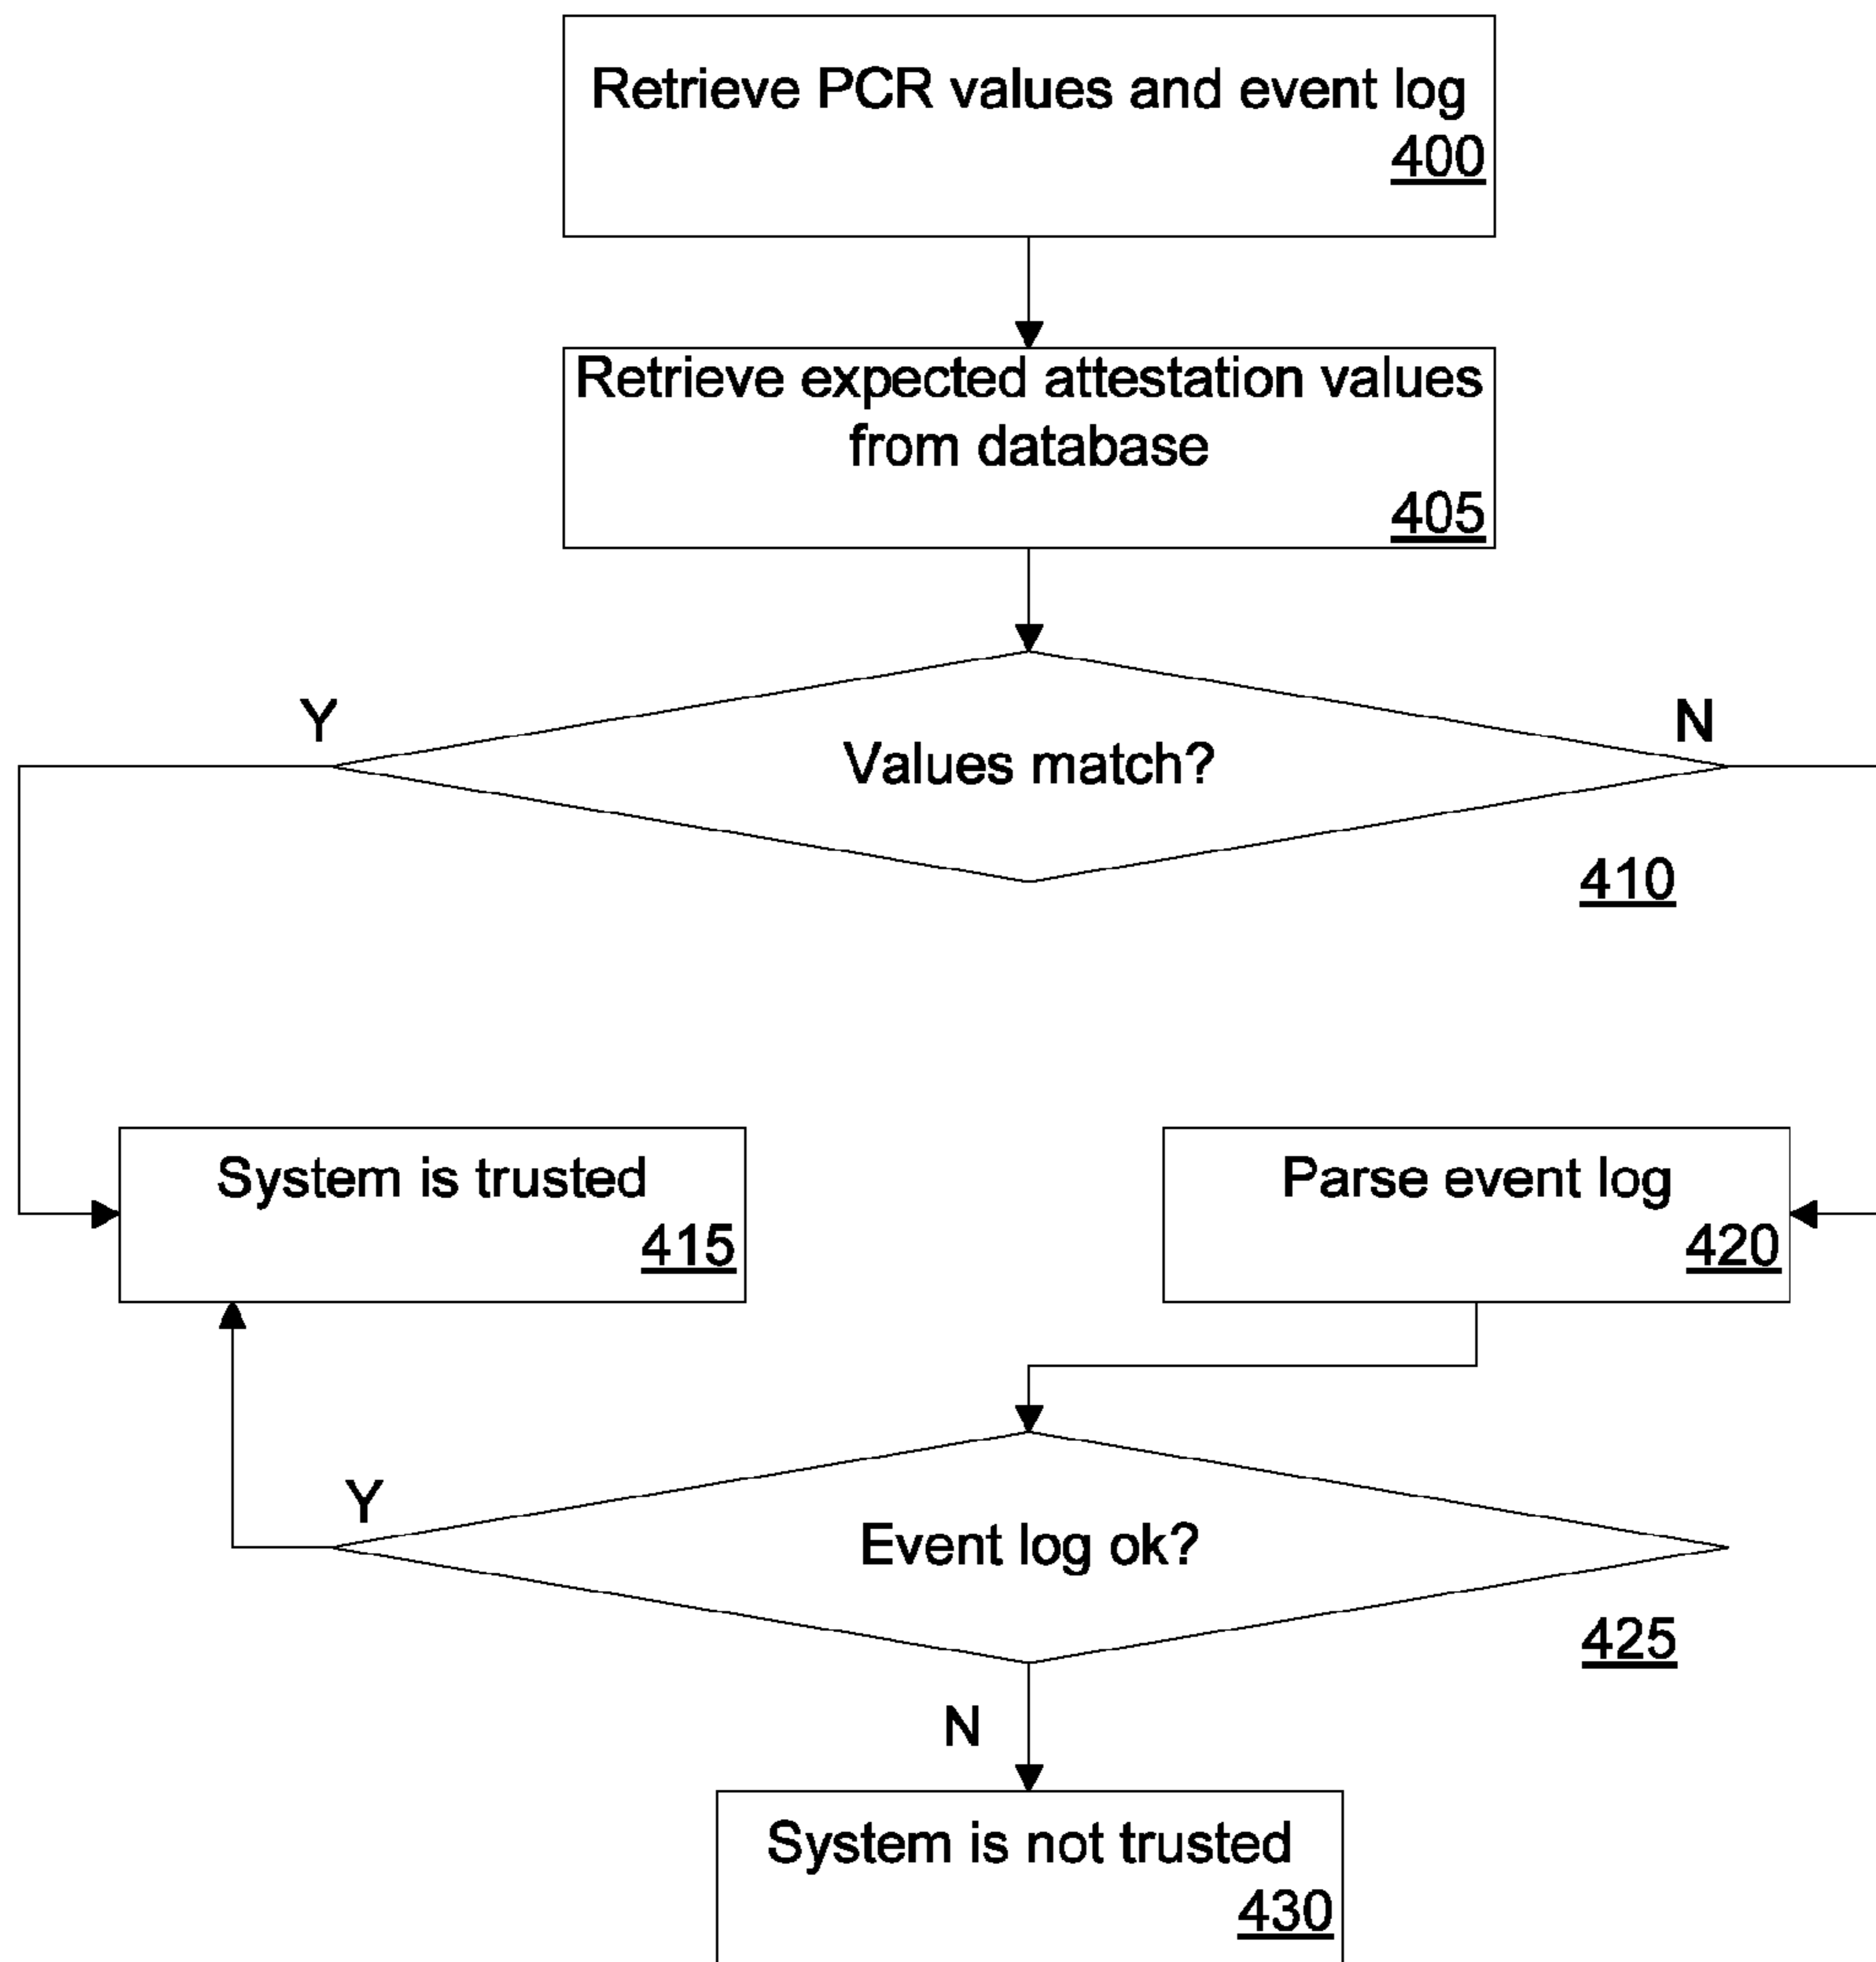 Retrieve PCR values and event log
400
Retrieve expected attestation values
from database
405
Y
N
Values match?
410
System is trusted
415
Parse event log
420
Y
Event log ok?
425
N
System is not trusted
430